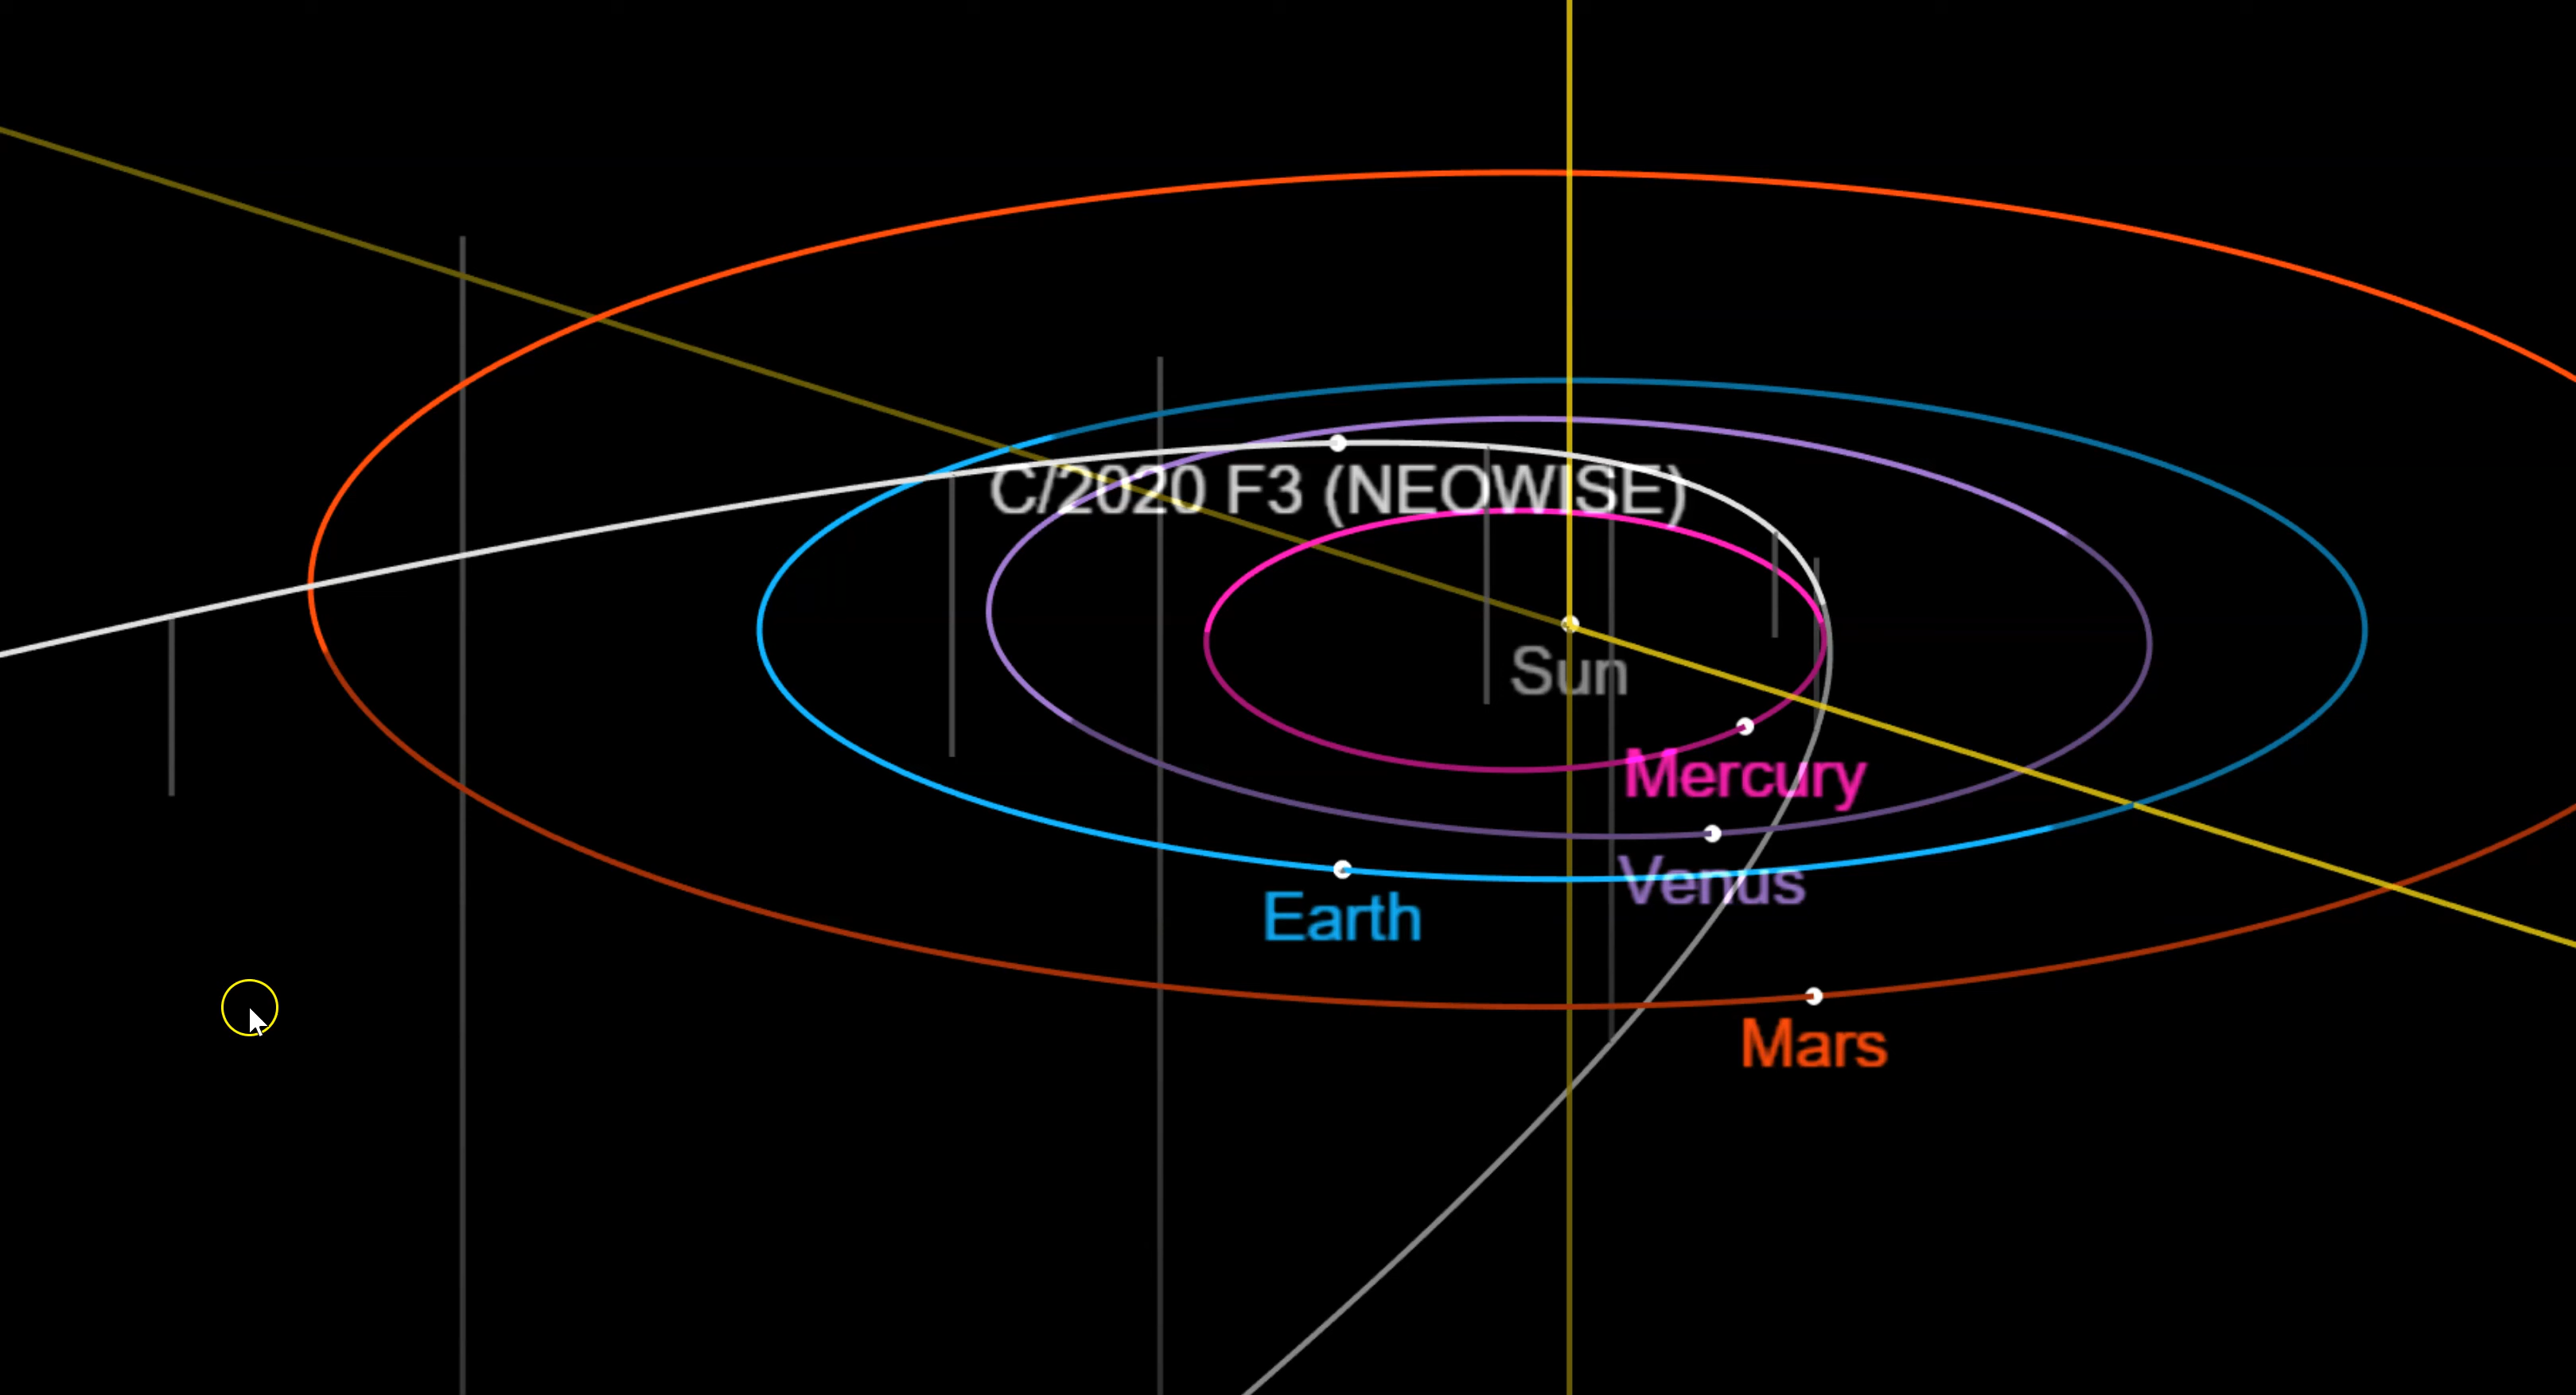 C/2020 F3 (NEOWISE)
Sun
Mercury
Venus
Earth
Mars